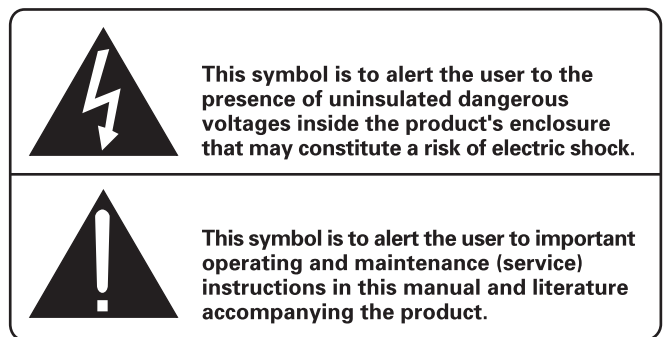 This symbol is to alert the user to the
presence of uninsulated dangerous
voltages inside the product's enclosure
that may constitute a risk of electric shock.
This symbol is to alert the user to important
operating and maintenance (service)
instructions in this manual and literature
accompanying the product.